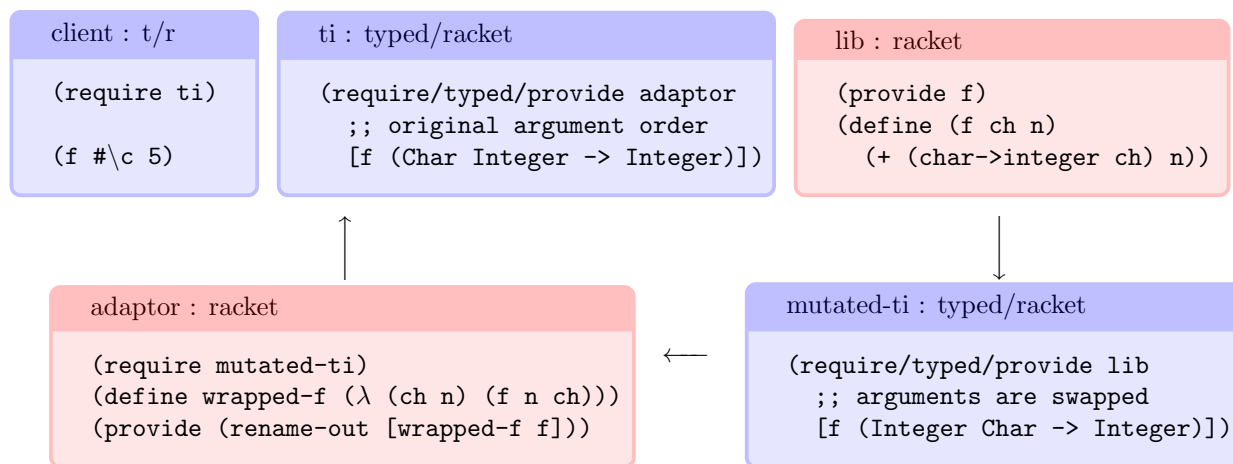 client : t/r
(require ti)
(f #\c 5)
ti : typed/racket
(require/typed/provide adaptor
;; original argument order
[f (Char Integer -> Integer)])
lib : racket
(provide f)
(define (f ch n)
(+ (char->integer ch) n))
adaptor : racket
(require mutated-ti)
(define wrapped-f (λ (ch n) (f n ch)))
(provide (rename-out [wrapped-f f]))
mutated-ti : typed/racket
(require/typed/provide lib
;; arguments are swapped
[f (Integer Char -> Integer)])